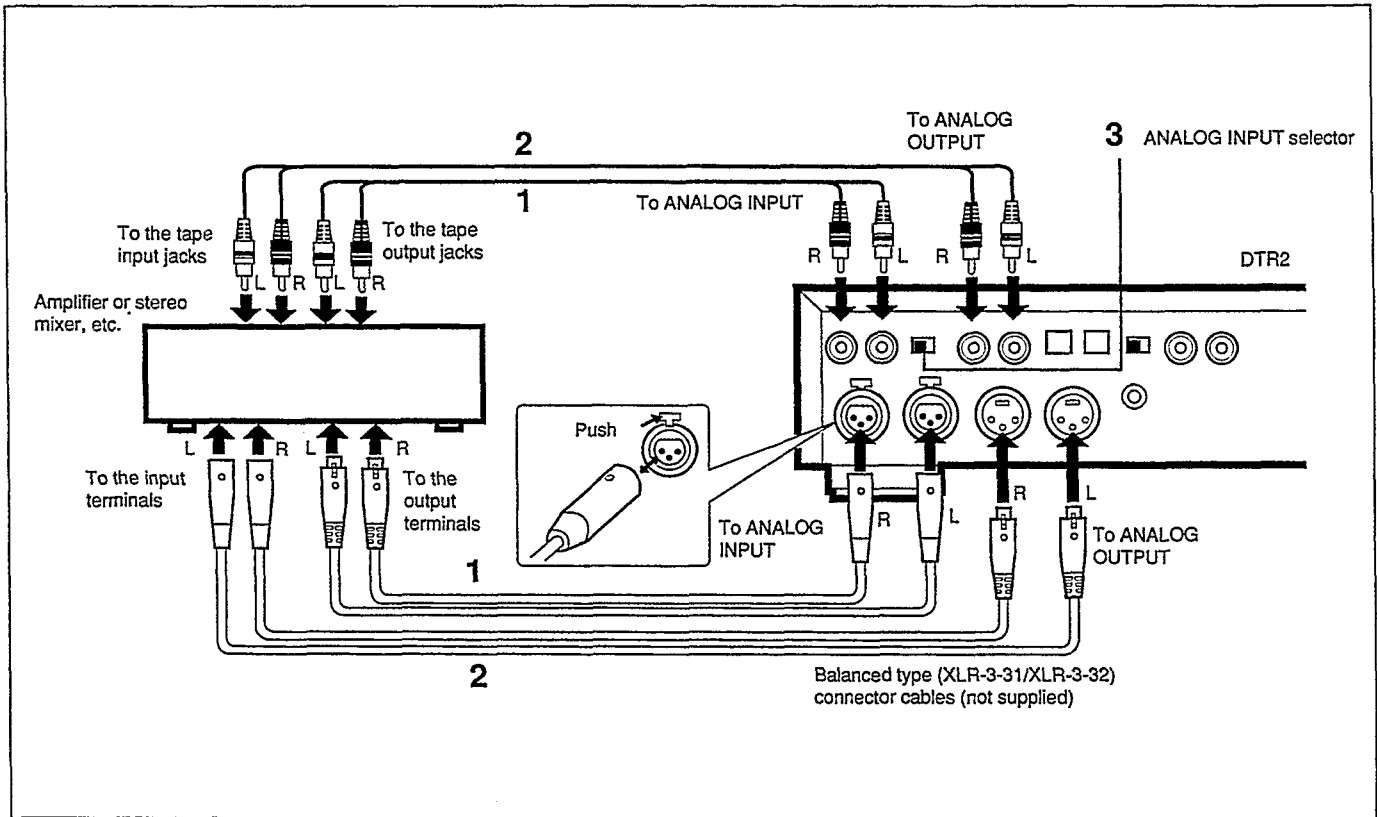 2
To ANALOG
OUTPUT
3 ANALOG INPUT selector
1
To ANALOG INPUT
To the tape
input jacks
To the tape
output jacks
L
R
L
R
R
L
R
L
DTR2
Amplifier or stereo
mixer, etc.
Push
L
R
L
R
To the input
terminals
To the
output
terminals
To ANALOG
INPUT
R
L
R
L
To ANALOG
OUTPUT
1
2
Balanced type (XLR-3-31/XLR-3-32)
connector cables (not supplied)